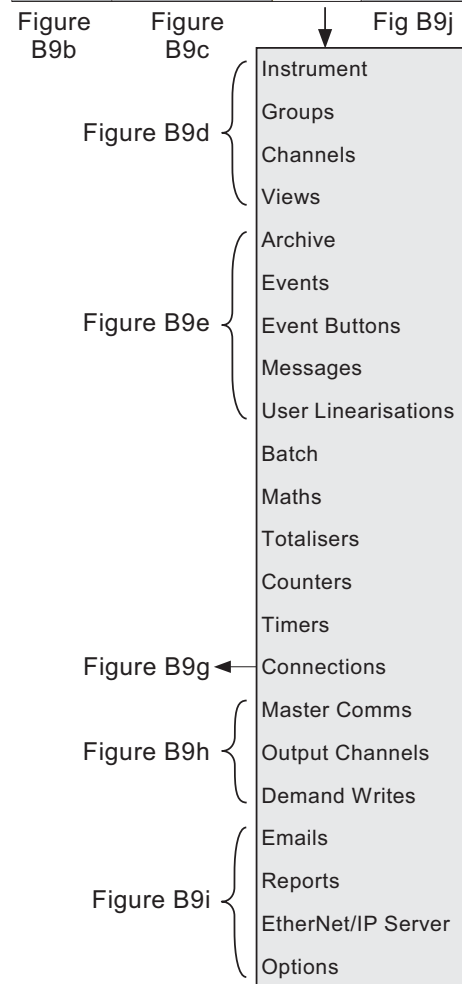 Figure B9b
Figure B9c
Fig B9j
Instrument
Groups
Figure B9d
Channels
Views
Archive
Events
Figure B9e
Event Buttons
Messages
User Linearisations
Batch
Maths
Totalisers
Counters
Timers
Figure B9g
Connections
Master Comms
Figure B9h
Output Channels
Demand Writes
Emails
Reports
Figure B9i
EtherNet/IP Server
Options